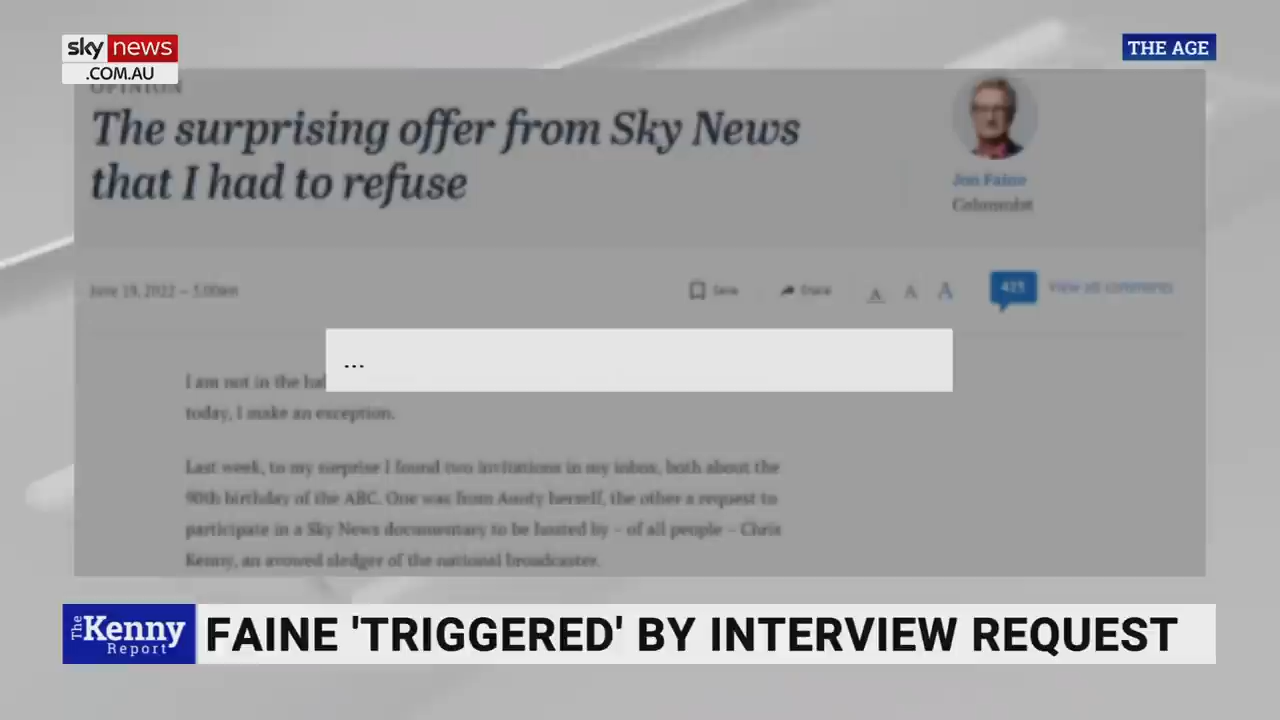 sky news
.COM.AU
THE AGE
OPINION
The surprising offer from Sky News
that I had to refuse
Jon Faine
Columnist
June 19, 2022 – 5.00am
Save
Share
A A A
View all comments
...
I am not in the
today, I make an exception.
Last week, to my surprise I found two invitations in my inbox, both about the
90th birthday of the ABC. One was from Aunty herself, the other a request to
participate in a Sky News documentary to be hosted by – of all people – Chris
Kenny, an avowed sledger of the national broadcaster.
The Kenny Report
FAINE 'TRIGGERED' BY INTERVIEW REQUEST